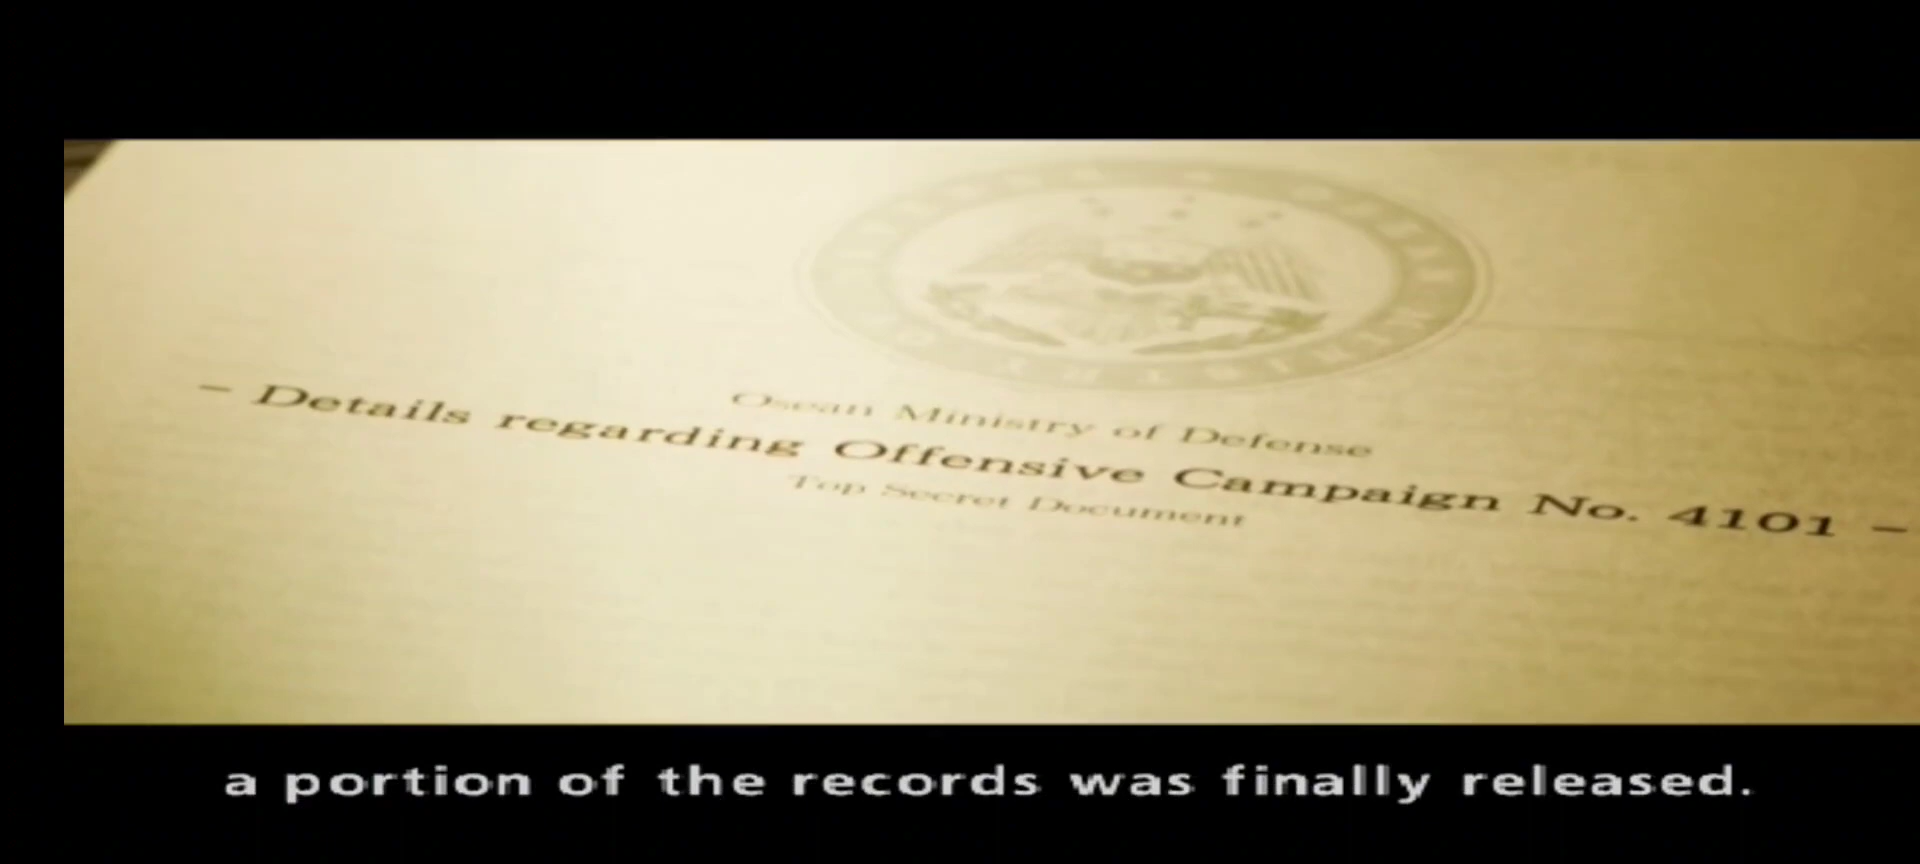 Osean Ministry of Defense
– Details regarding Offensive Campaign No. 4101 –
Top Secret Document
a portion of the records was finally released.